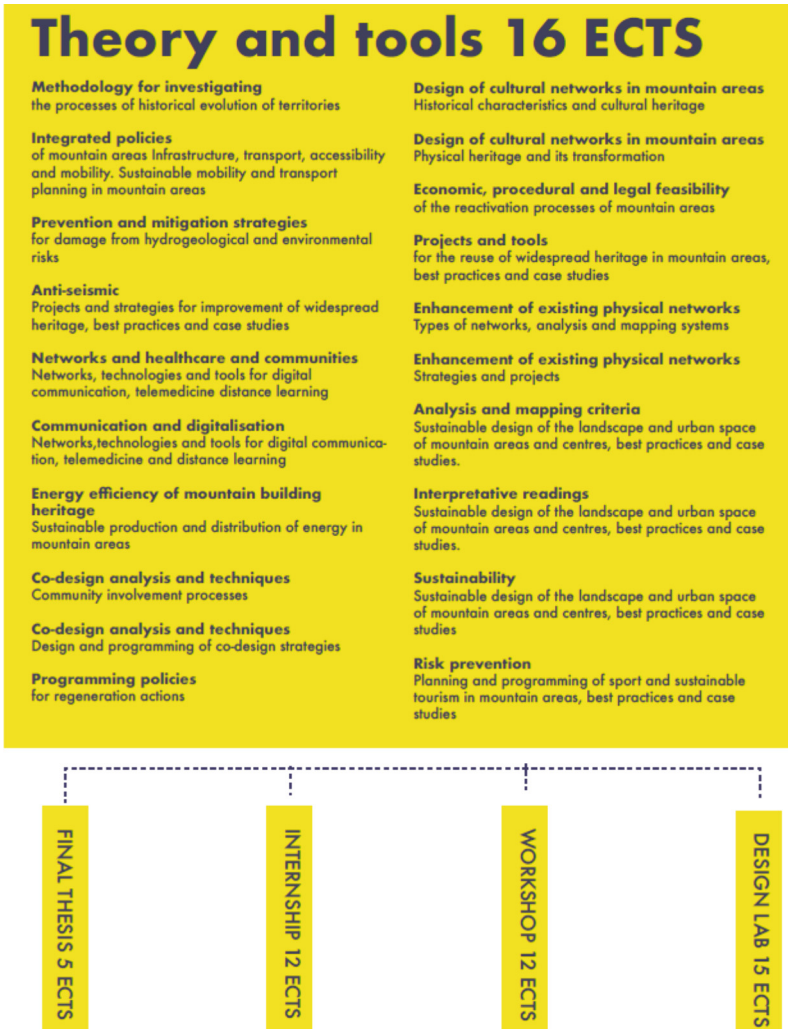 Theory and tools 16 ECTS
Methodology for investigating
the processes of historical evolution of territories
Integrated policies
of mountain areas Infrastructure, transport, accessibility
and mobility. Sustainable mobility and transport
planning in mountain areas
Prevention and mitigation strategies
for damage from hydrogeological and environmental
risks
Anti-seismic
Projects and strategies for improvement of widespread
heritage, best practices and case studies
Networks and healthcare and communities
Networks, technologies and tools for digital
communication, telemedicine distance learning
Communication and digitalisation
Networks,technologies and tools for digital communica-
tion, telemedicine and distance learning
Energy efficiency of mountain building
heritage
Sustainable production and distribution of energy in
mountain areas
Co-design analysis and techniques
Community involvement processes
Co-design analysis and techniques
Design and programming of co-design strategies
Programming policies
for regeneration actions
Design of cultural networks in mountain areas
Historical characteristics and cultural heritage
Design of cultural networks in mountain areas
Physical heritage and its transformation
Economic, procedural and legal feasibility
of the reactivation processes of mountain areas
Projects and tools
for the reuse of widespread heritage in mountain areas,
best practices and case studies
Enhancement of existing physical networks
Types of networks, analysis and mapping systems
Enhancement of existing physical networks
Strategies and projects
Analysis and mapping criteria
Sustainable design of the landscape and urban space
of mountain areas and centres, best practices and case
studies.
Interpretative readings
Sustainable design of the landscape and urban space
of mountain areas and centres, best practices and case
studies.
Sustainability
Sustainable design of the landscape and urban space
of mountain areas and centres, best practices and case
studies
Risk prevention
Planning and programming of sport and sustainable
tourism in mountain areas, best practices and case
studies
FINAL THESIS 5 ECTS
INTERNSHIP 12 ECTS
WORKSHOP 12 ECTS
DESIGN LAB 15 ECTS